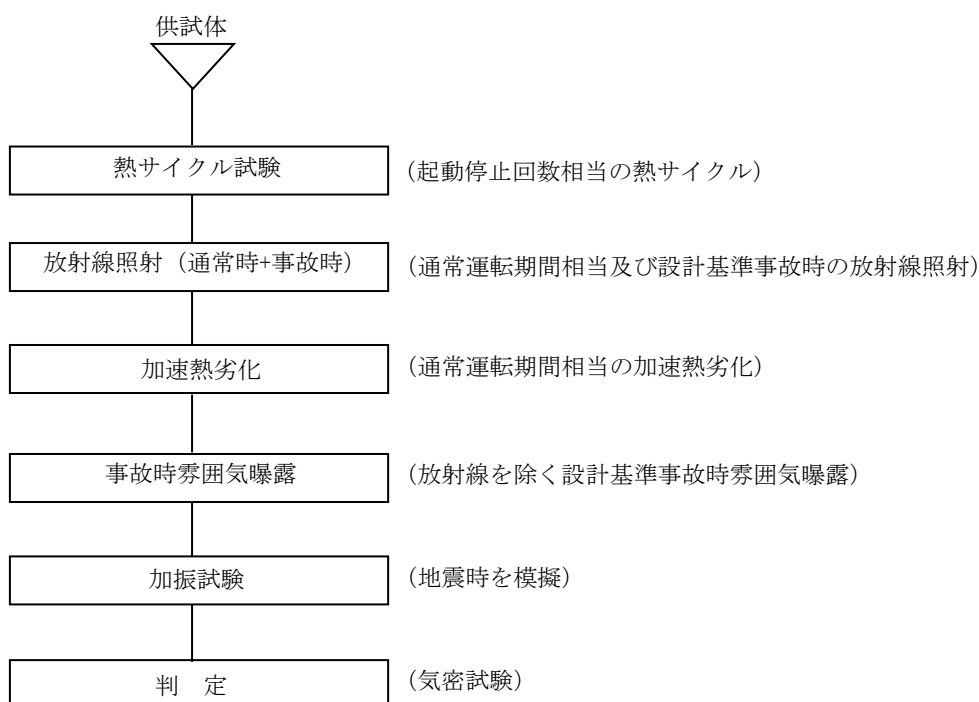 供試体
熱サイクル試験
(起動停止回数相当の熱サイクル)
放射線照射（通常時+事故時）
(通常運転期間相当及び設計基準事故時の放射線照射)
加速熱劣化
(通常運転期間相当の加速熱劣化)
事故時雰囲気曝露
(放射線を除く設計基準事故時雰囲気曝露)
加振試験
(地震時を模擬)
判　定
(気密試験)